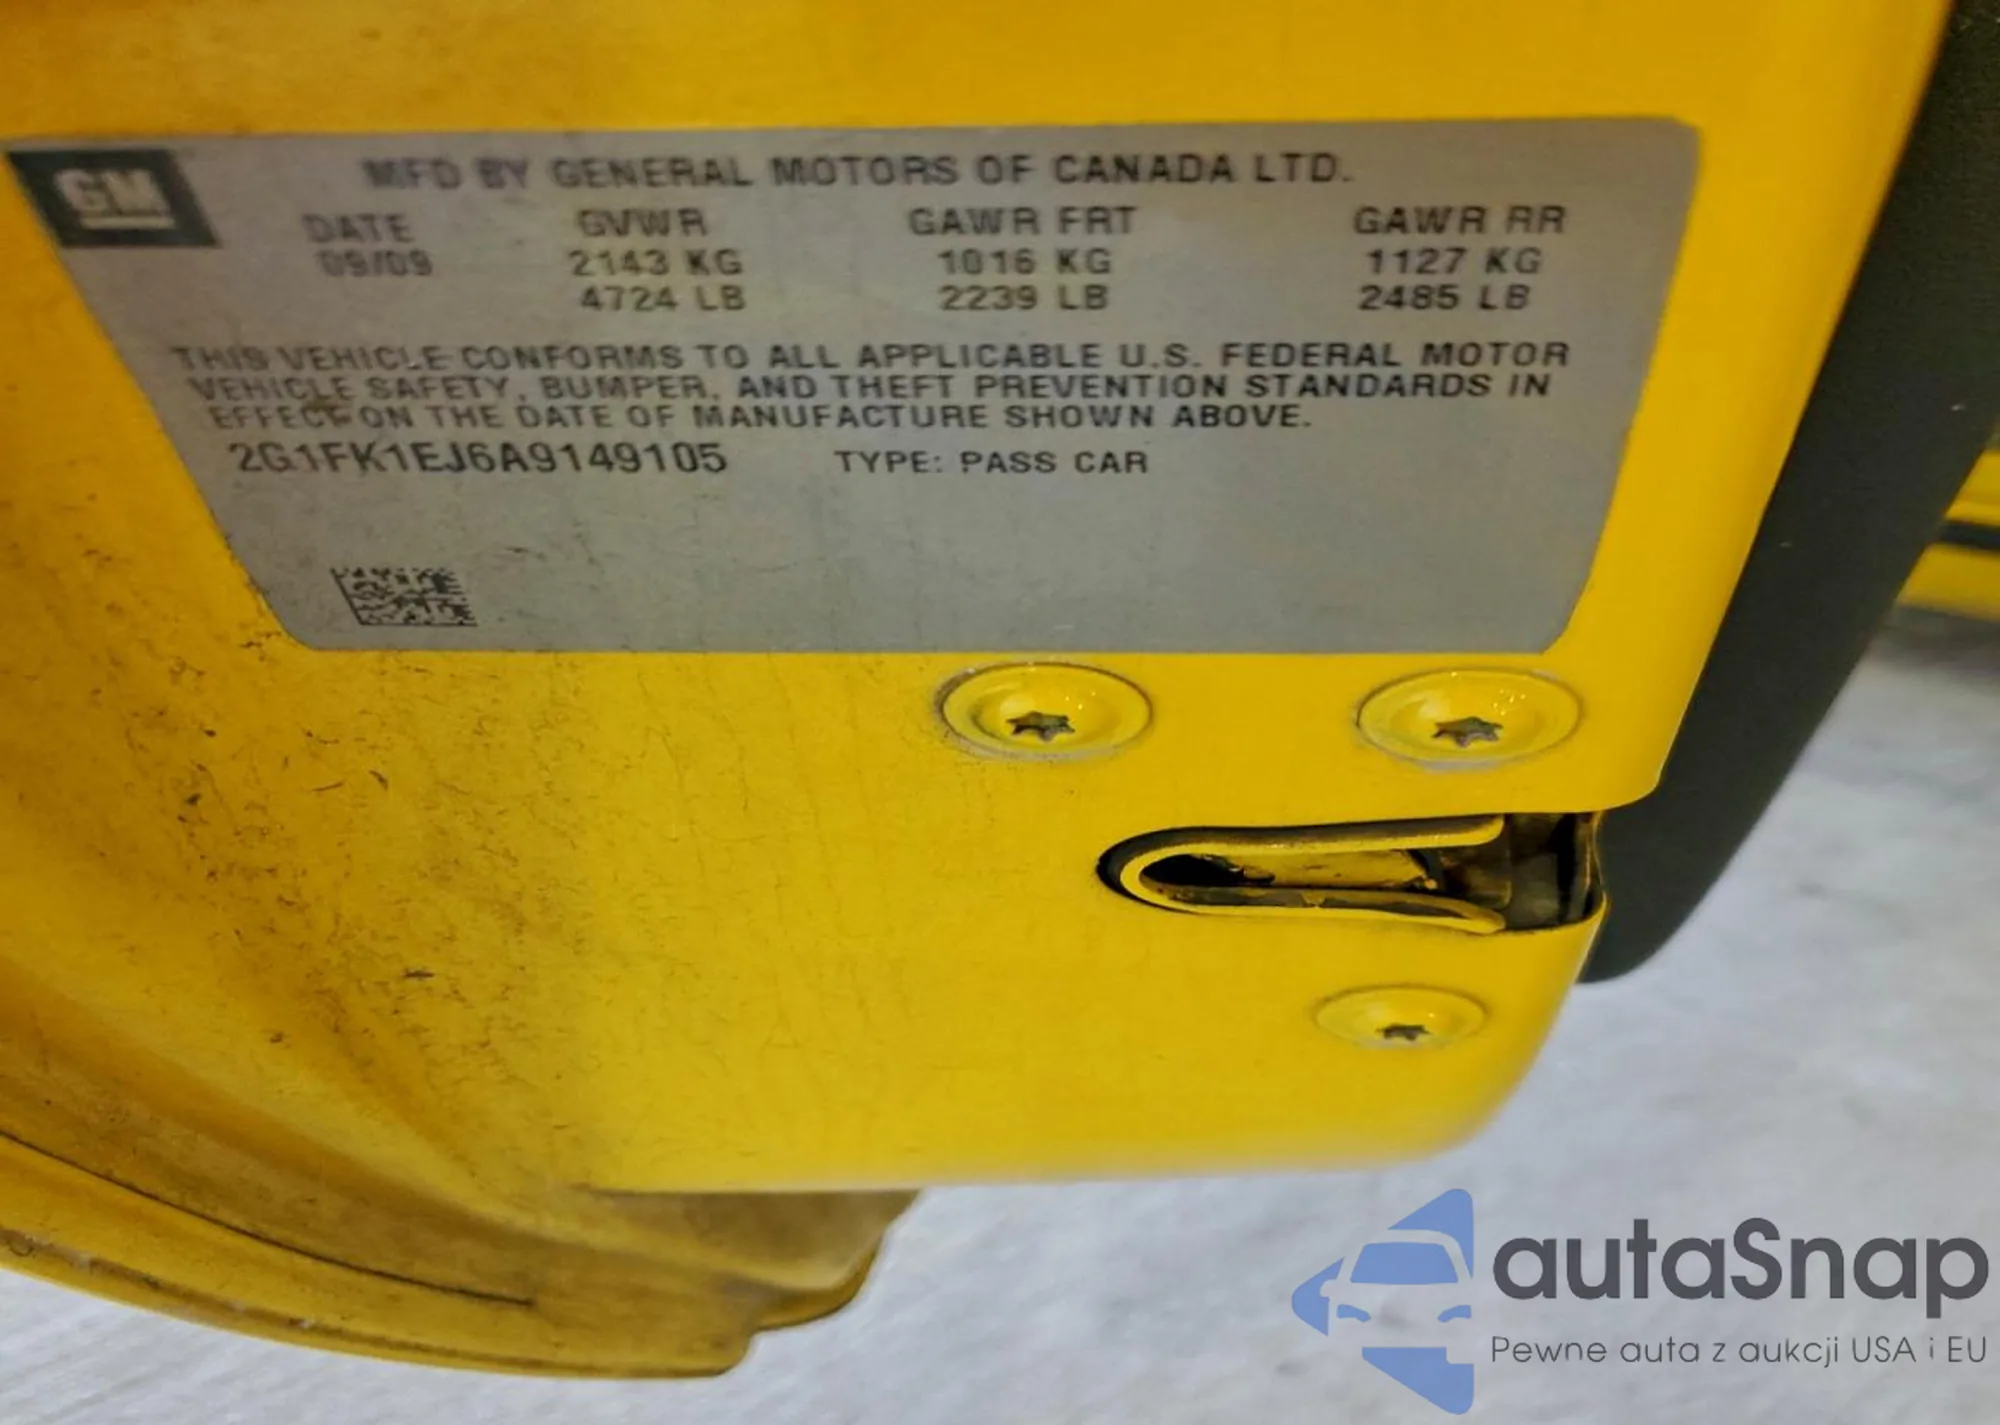 GM
MFD BY GENERAL MOTORS OF CANADA LTD.
DATE GVWR GAWR FRT GAWR RR
09/09 2143 KG 1016 KG 1127 KG
4724 LB 2239 LB 2485 LB
THIS VEHICLE CONFORMS TO ALL APPLICABLE U.S. FEDERAL MOTOR
VEHICLE SAFETY, BUMPER, AND THEFT PREVENTION STANDARDS IN
EFFECT ON THE DATE OF MANUFACTURE SHOWN ABOVE.
2G1FK1EJ6A9149105 TYPE: PASS CAR
autaSnap
Pewne auta z aukcji USA i EU